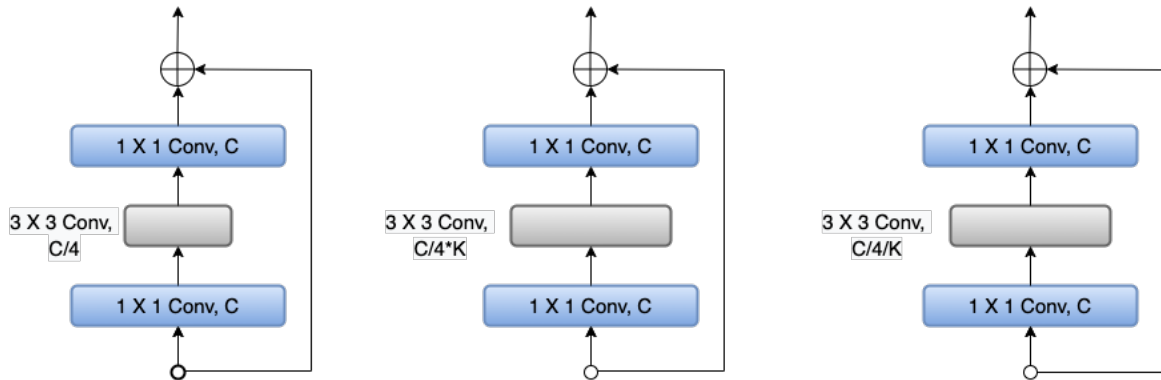 1 X 1 Conv, C
3 X 3 Conv,
C/4
1 X 1 Conv, C
1 X 1 Conv, C
3 X 3 Conv,
C/4*K
1 X 1 Conv, C
1 X 1 Conv, C
3 X 3 Conv,
C/4/K
1 X 1 Conv, C